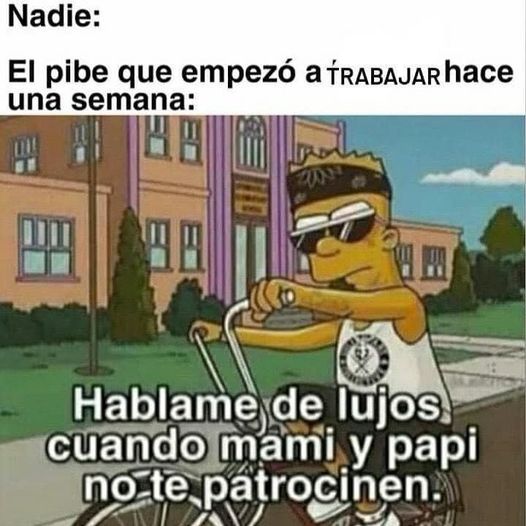 Nadie:
El pibe que empezó a TRABAJAR hace
una semana:
Hablame de lujos
cuando mami y papi
no te patrocinen.